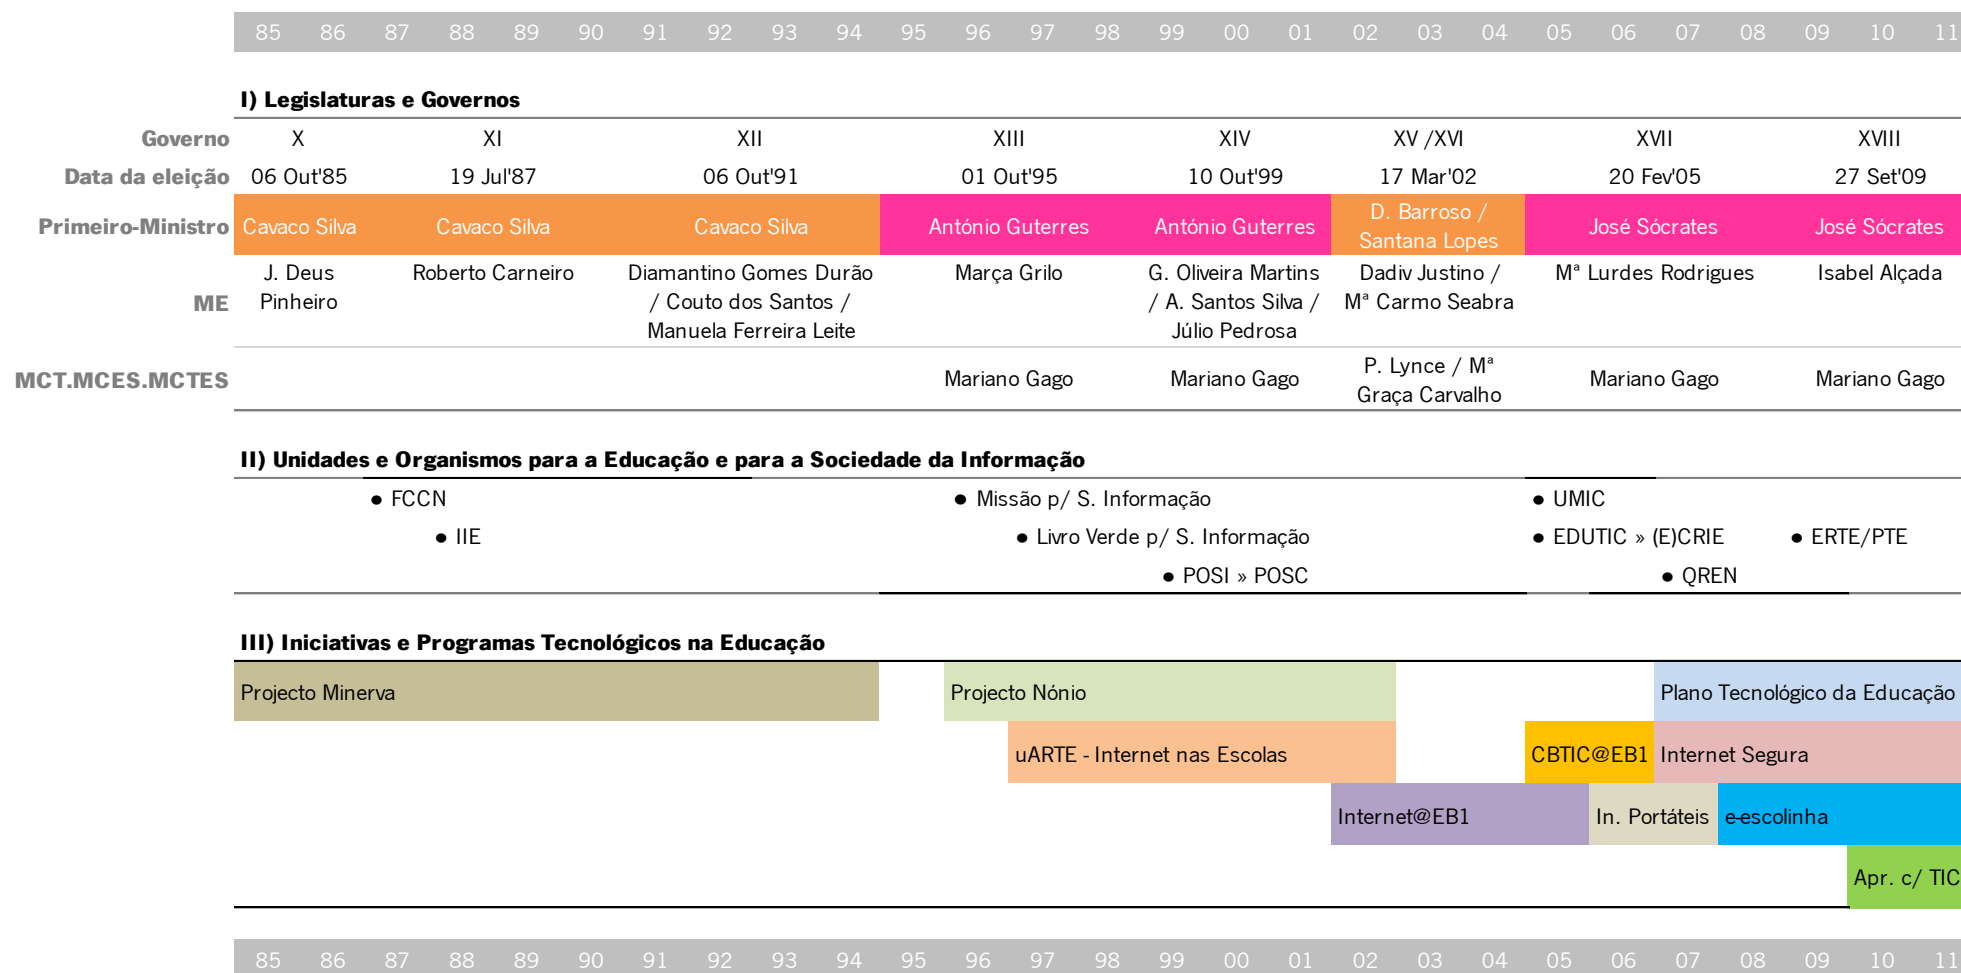 85 86 87 88 89 90 91 92 93 94 95 96 97 98 99 00 01 02 03 04 05 06 07 08 09 10 11
I) Legislaturas e Governos
Governo X XI XII XIII XIV XV /XVI XVII XVIII
Data da eleição 06 Out'85 19 Jul'87 06 Out'91 01 Out'95 10 Out'99 17 Mar'02 20 Fev'05 27 Set'09
Primeiro-Ministro Cavaco Silva Cavaco Silva Cavaco Silva António Guterres António Guterres D. Barroso /
Santana Lopes José Sócrates José Sócrates
ME
J. Deus
Pinheiro
Roberto Carneiro
Diamantino Gomes Durão
/ Couto dos Santos /
Manuela Ferreira Leite
Março Grilo
G. Oliveira Martins
/ A. Santos Silva /
Júlio Pedrosa
Dadiv Justino /
Mª Carmo Seabra
Mª Lurdes Rodrigues
Isabel Alçada
MCT.MCES.MCTES
Mariano Gago
Mariano Gago
P. Lynce / Mª
Graça Carvalho
Mariano Gago
Mariano Gago
II) Unidades e Organismos para a Educação e para a Sociedade da Informação
● FCCN ● Missão p/ S. Informação ● UMIC
● IIE ● Livro Verde p/ S. Informação ● EDUTIC » (E)CRIE ● ERTE/PTE
● POSI » POSC ● QREN
III) Iniciativas e Programas Tecnológicos na Educação
Projecto Minerva Projecto Nónio Plano Tecnológico da Educação
uARTE - Internet nas Escolas CBTIC@EB1 Internet Segura
Internet@EB1 In. Portáteis e-escolinha
Apr. c/ TIC
85 86 87 88 89 90 91 92 93 94 95 96 97 98 99 00 01 02 03 04 05 06 07 08 09 10 11